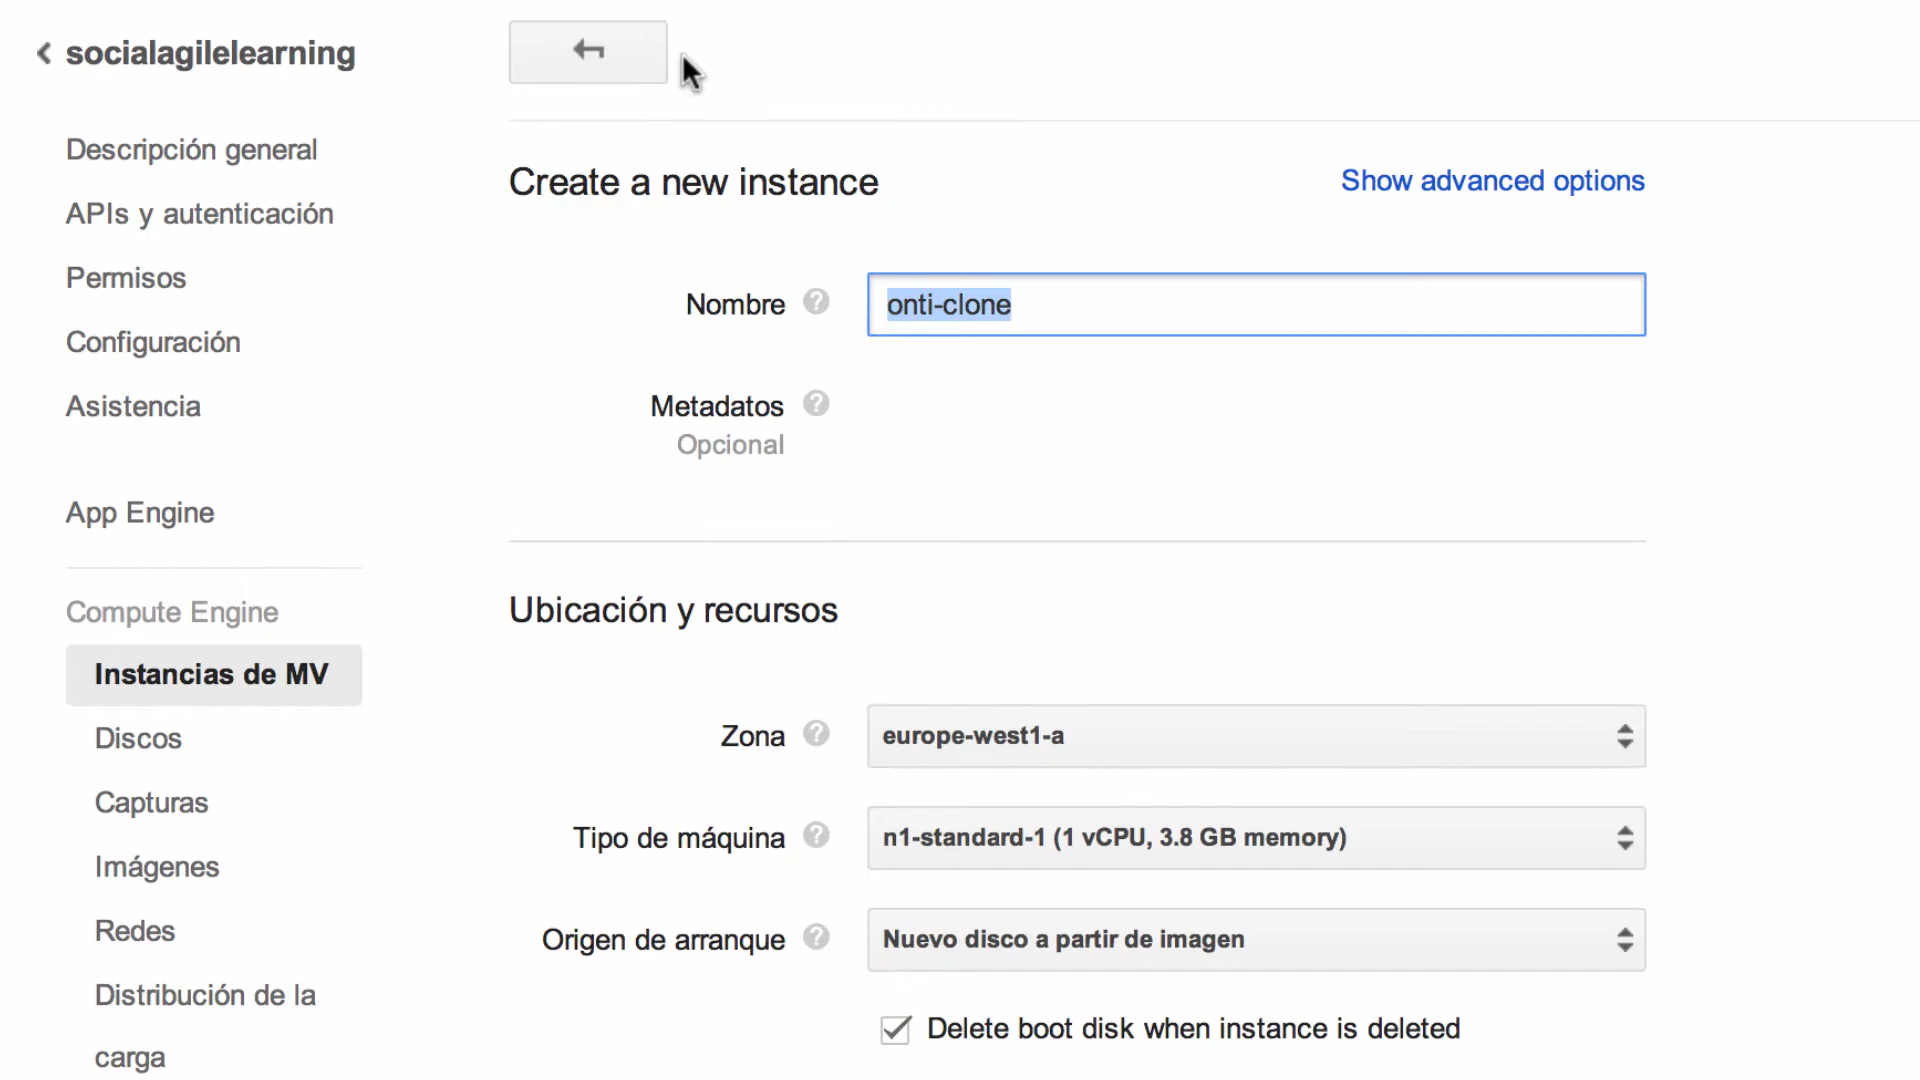 socialagilelearning
Descripción general
APIs y autenticación
Permisos
Configuración
Asistencia
App Engine
Compute Engine
Instancias de MV
Discos
Capturas
Imágenes
Redes
Distribución de la
carga
Create a new instance
Show advanced options
Nombre ?
onti-clone
Metadatos ?
Opcional
Ubicación y recursos
Zona ?
europe-west1-a
Tipo de máquina ?
n1-standard-1 (1 vCPU, 3.8 GB memory)
Origen de arranque ?
Nuevo disco a partir de imagen
Delete boot disk when instance is deleted